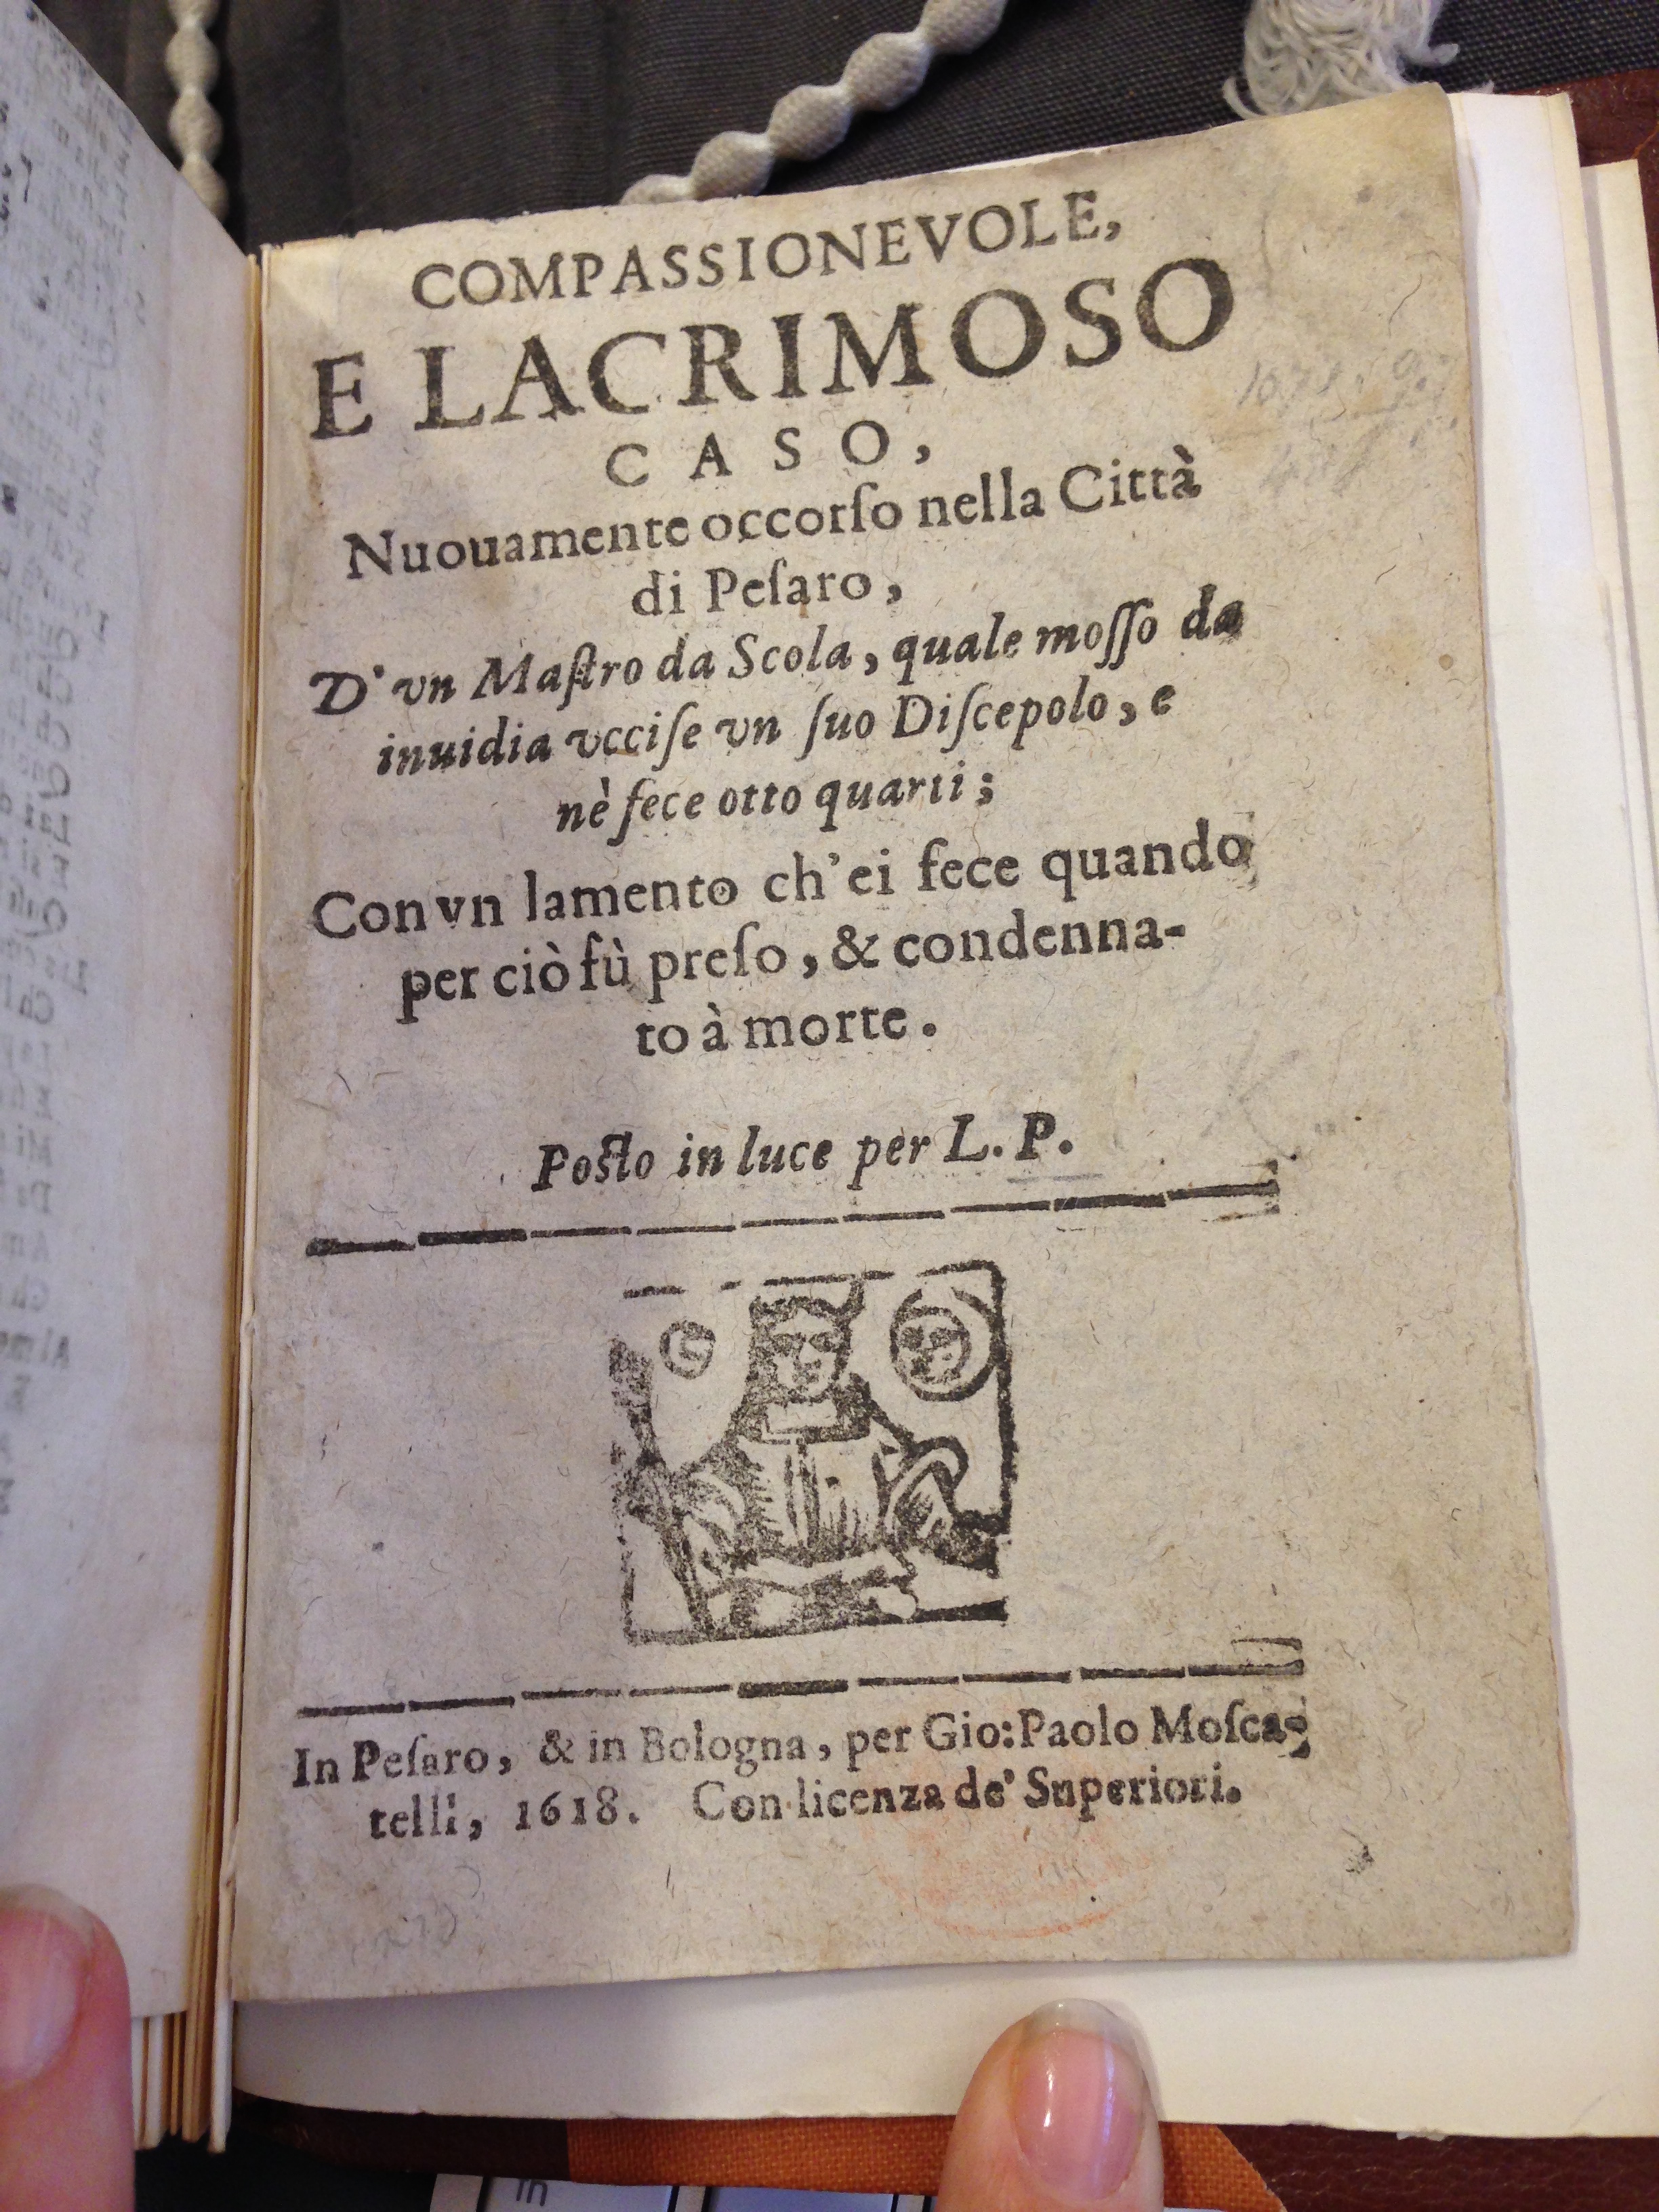 COMPASSIONEVOLE,
E LACRIMOSO
CASO,
Nuouamente occorſo nella Città
di Peſaro,
D'vn Maſtro da Scola, quale moſſo da
inuidia vcciſe vn ſuo Diſcepolo, e
nè fece otto quarti;
Con vn lamento ch'ei fece quando
per ciò fù preſo, & condenna-
to à morte.
Poſto in luce per L. P.
In Peſaro, & in Bologna, per Gio: Paolo Moſca-
telli, 1618. Con licenza de' Superiori.
in